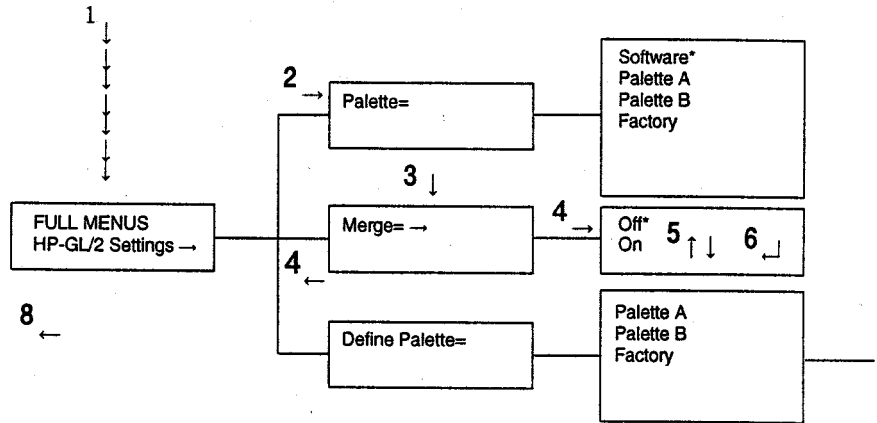 1
2 →
Palette=
Software*
Palette A
Palette B
Factory
3 ↓
FULL MENUS
HP-GL/2 Settings →
Merge= →
4 →
Off*
On
5 ↑ ↓
6 ↵
4 ←
8 ←
Define Palette=
Palette A
Palette B
Factory